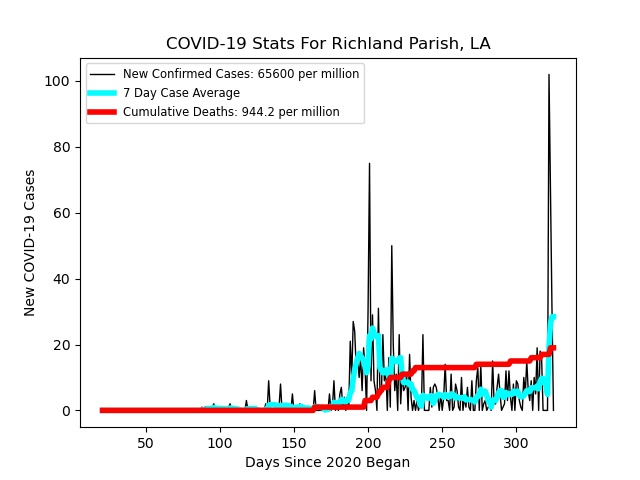 COVID-19 Stats For Richland Parish, LA
New Confirmed Cases: 65600 per million
7 Day Case Average
Cumulative Deaths: 944.2 per million
New COVID-19 Cases
100
80
60
40
20
0
50 100 150 200 250 300
Days Since 2020 Began